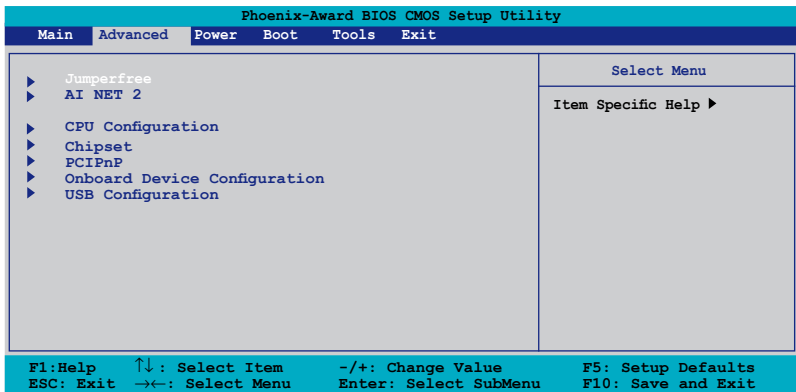 Phoenix-Award BIOS CMOS Setup Utility
Main Advanced Power Boot Tools Exit
Select Menu
Item Specific Help ▶
Jumperfree
AI NET 2
CPU Configuration
Chipset
PCIPnP
Onboard Device Configuration
USB Configuration
F1:Help ↑↓ : Select Item -/+: Change Value F5: Setup Defaults
ESC: Exit →←: Select Menu Enter: Select SubMenu F10: Save and Exit